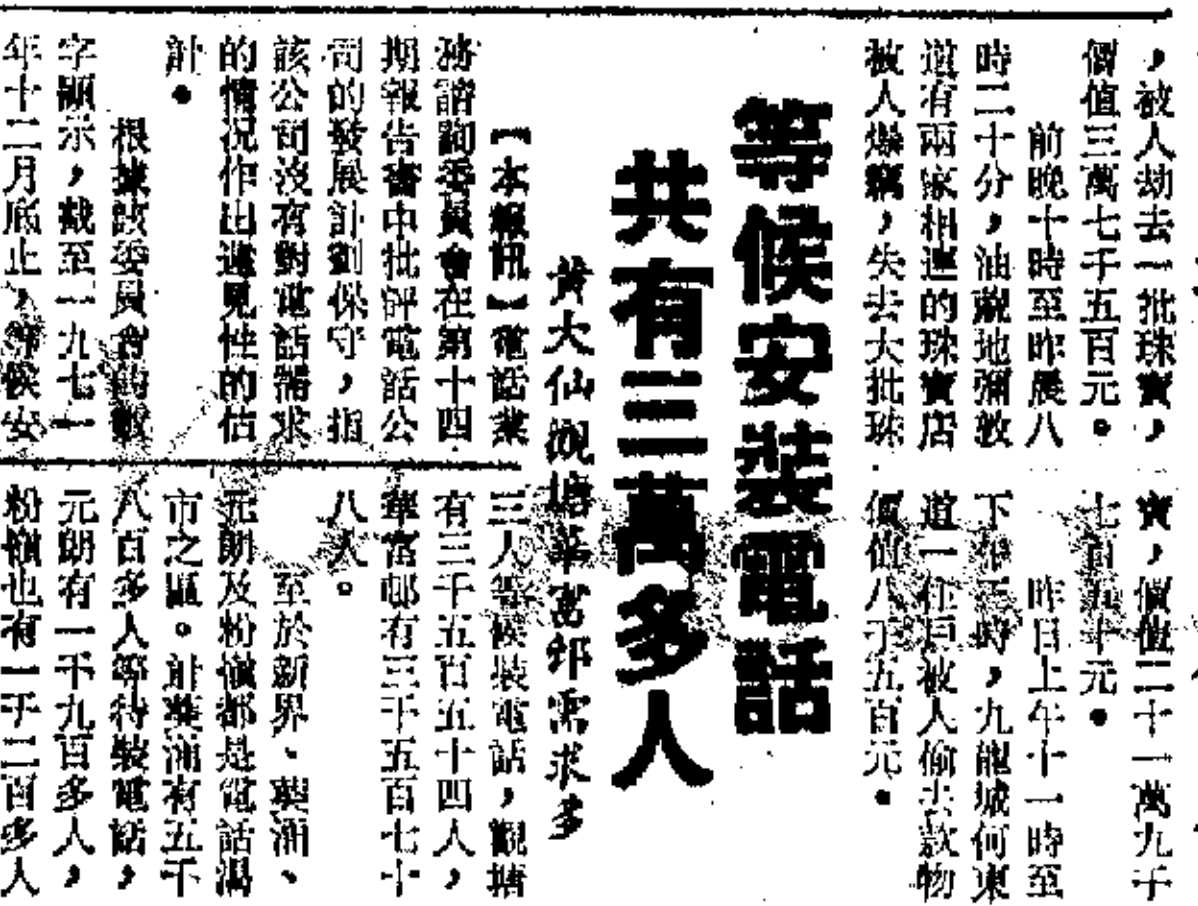 ，被人劫去一批珠寶，
價值三萬七千五百元。
前晚十時至昨晨八
時二十分，油蔴地彌敦
道有兩家相連的珠寶店
被人爆竊，失去大批珠
寶，價值二十一萬九千
七百五十元。
昨日上午十一時至
下午五時，九龍城何東
道一住戶被人偷去款物
價值八千五百元。
等候安裝電話
共有三萬多人
黃大仙觀塘華富邨需求多
【本報訊】電話業
務諮詢委員會在第十四
期報告書中批評電話公
司的發展計劃保守，指
該公司沒有對電話需求
的情況作出遠見性的估
計。
根據該委員會的數
字顯示，截至一九七一
年十二月底止，等候安
三人等候裝電話，觀塘
有三千五百五十四人，
華富邨有三千五百七十
八人。
至於新界、葵涌、
元朗及粉嶺都是電話渴
市之區。計葵涌有五千
八百多人等待裝電話，
元朗有一千九百多人，
粉嶺也有一千二百多人